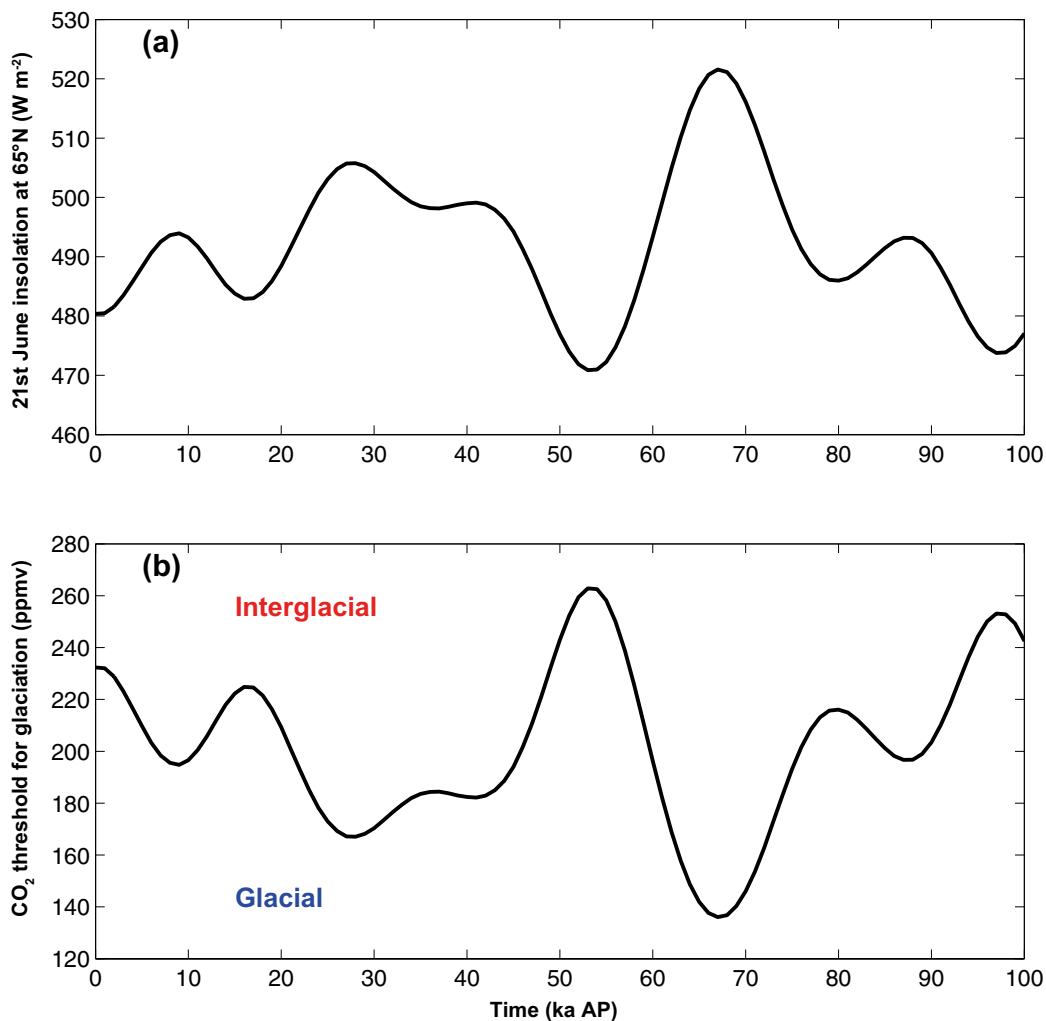 (a)
21st June insolation at 65°N (W m⁻²)
530
520
510
500
490
480
470
460
0 10 20 30 40 50 60 70 80 90 100
(b)
CO₂ threshold for glaciation (ppmv)
280
260
240
220
200
180
160
140
120
Interglacial
Glacial
0 10 20 30 40 50 60 70 80 90 100
Time (ka AP)